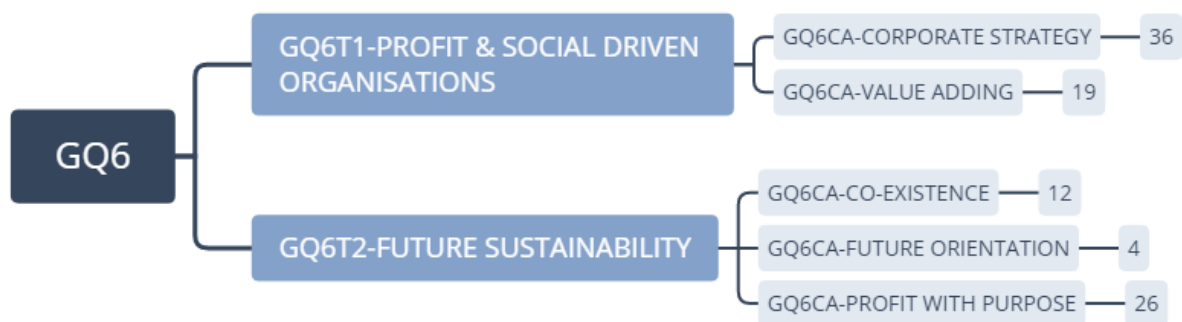 GQ6
GQ6T1-PROFIT & SOCIAL DRIVEN
ORGANISATIONS
GQ6CA-CORPORATE STRATEGY 36
GQ6CA-VALUE ADDING 19
GQ6T2-FUTURE SUSTAINABILITY
GQ6CA-CO-EXISTENCE 12
GQ6CA-FUTURE ORIENTATION 4
GQ6CA-PROFIT WITH PURPOSE 26